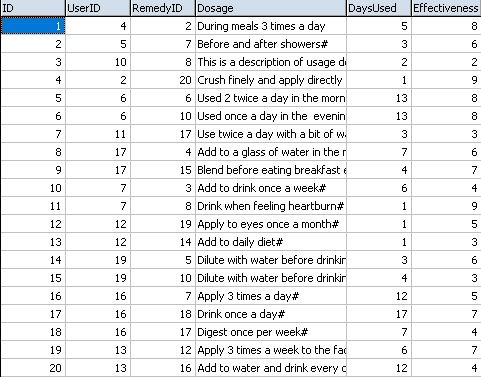 ID UserID RemedyID Dosage DaysUsed Effectiveness
1 4 2 During meals 3 times a day 5 8
2 5 7 Before and after showers# 3 6
3 10 8 This is a description of usage 2 2
4 2 20 Crush finely and apply directly 1 9
5 6 6 Used 2 twice a day in the morn 13 8
6 6 10 Used once a day in the evenin 13 8
7 11 17 Use twice a day with a bit of 3 3
8 17 4 Add to a glass of water in the 7 6
9 17 15 Blend before eating breakfast 4 7
10 7 3 Add to drink once a week# 6 4
11 7 8 Drink when feeling heartburn# 1 9
12 12 19 Apply to eyes once a month# 1 5
13 12 14 Add to daily diet# 1 3
14 19 5 Dilute with water before drinkin 3 6
15 19 10 Dilute with water before drinkin 4 3
16 16 7 Apply 3 times a day# 12 5
17 16 18 Drink once a day# 17 7
18 16 17 Digest once per week# 7 4
19 13 12 Apply 3 times a week to the fac 6 7
20 13 16 Add to water and drink every 12 4